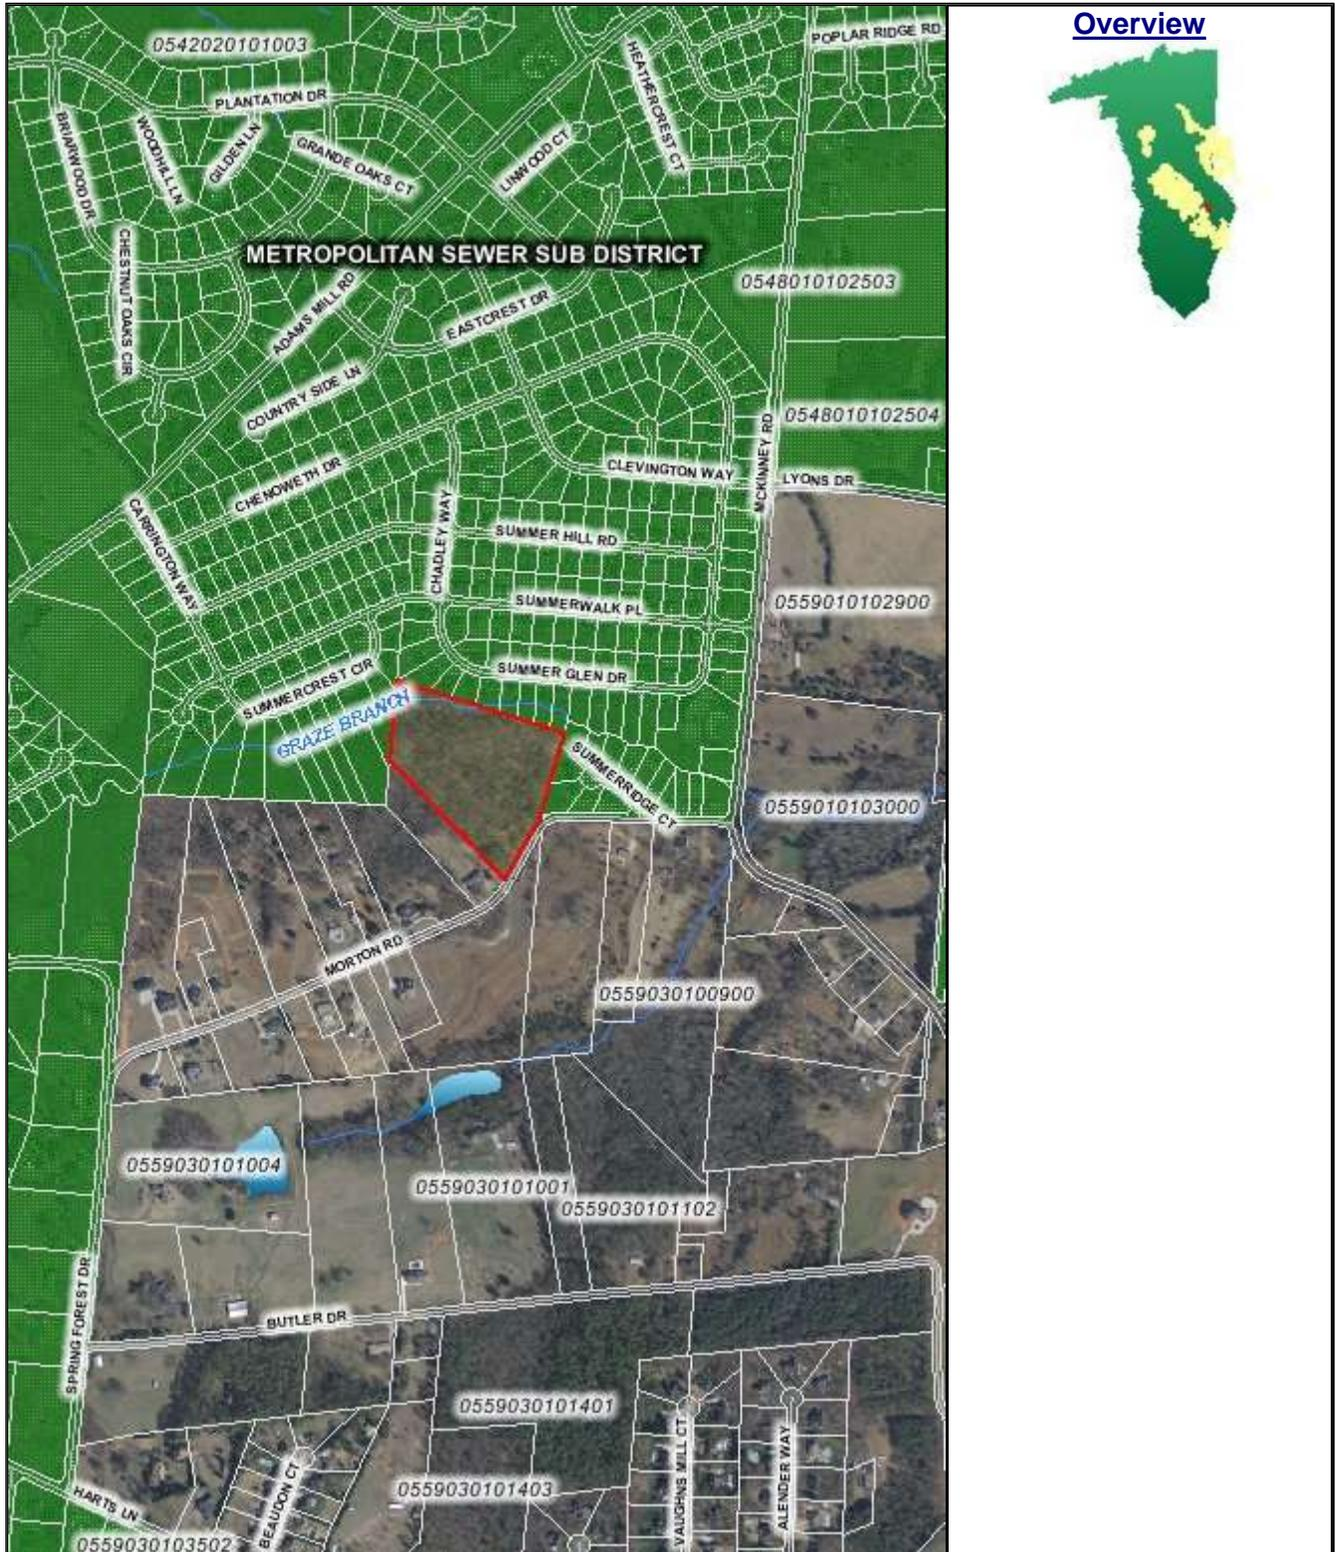 Overview
POPLAR RIDGE RD
0542020101003
HEATHERCREST CT
PLANTATION DR
BRIARWOOD DR
WOODHILL LN
GILDEN LN
GRANDE OAKS CT
LINWOOD CT
CHESTNUT OAKS CIR
METROPOLITAN SEWER SUB DISTRICT
0548010102503
ADAMS MILL RD
EASTCREST DR
COUNTRY SIDE LN
0548010102504
MCKINNEY RD
CHENOWETH DR
CLEVINGTON WAY
LYONS DR
CARRINGTON WAY
CHADLEY WAY
SUMMER HILL RD
SUMMERWALK PL
0559010102900
SUMMERCREST CIR
SUMMER GLEN DR
GRAZE BRANCH
SUMMERRIDGE CT
0559010103000
MORTON RD
0559030100900
0559030101004
0559030101001
0559030101102
SPRING FOREST DR
BUTLER DR
0559030101401
VAUGHNS MILL CT
ALENDER WAY
BEAUDON CT
0559030101403
HARTS LN
0559030103502